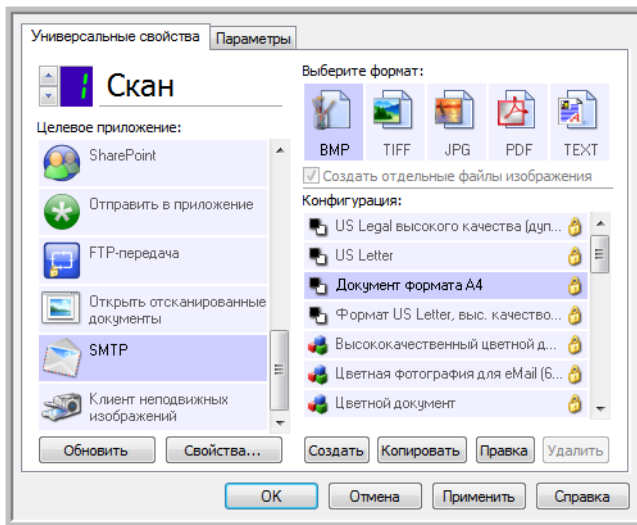 Универсальные свойства
Параметры
1
Скан
Целевое приложение:
SharePoint
Отправить в приложение
FTP-передача
Открыть отсканированные
документы
SMTP
Клиент неподвижных
изображений
Обновить
Свойства...
Выберите формат:
BMP
TIFF
JPG
PDF
TEXT
Создать отдельные файлы изображения
Конфигурация:
US Legal высокого качества (дуп...
US Letter
Документ формата A4
Формат US Letter, выс. качество...
Высококачественный цветной д...
Цветная фотография для eMail (6...
Цветной документ
Создать
Копировать
Правка
Удалить
OK
Отмена
Применить
Справка